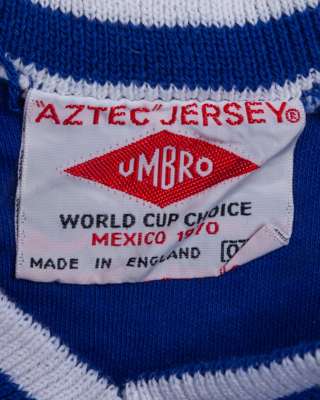 "AZTEC" JERSEY®
UMBRO
WORLD CUP CHOICE
MEXICO 1970
MADE IN ENGLAND